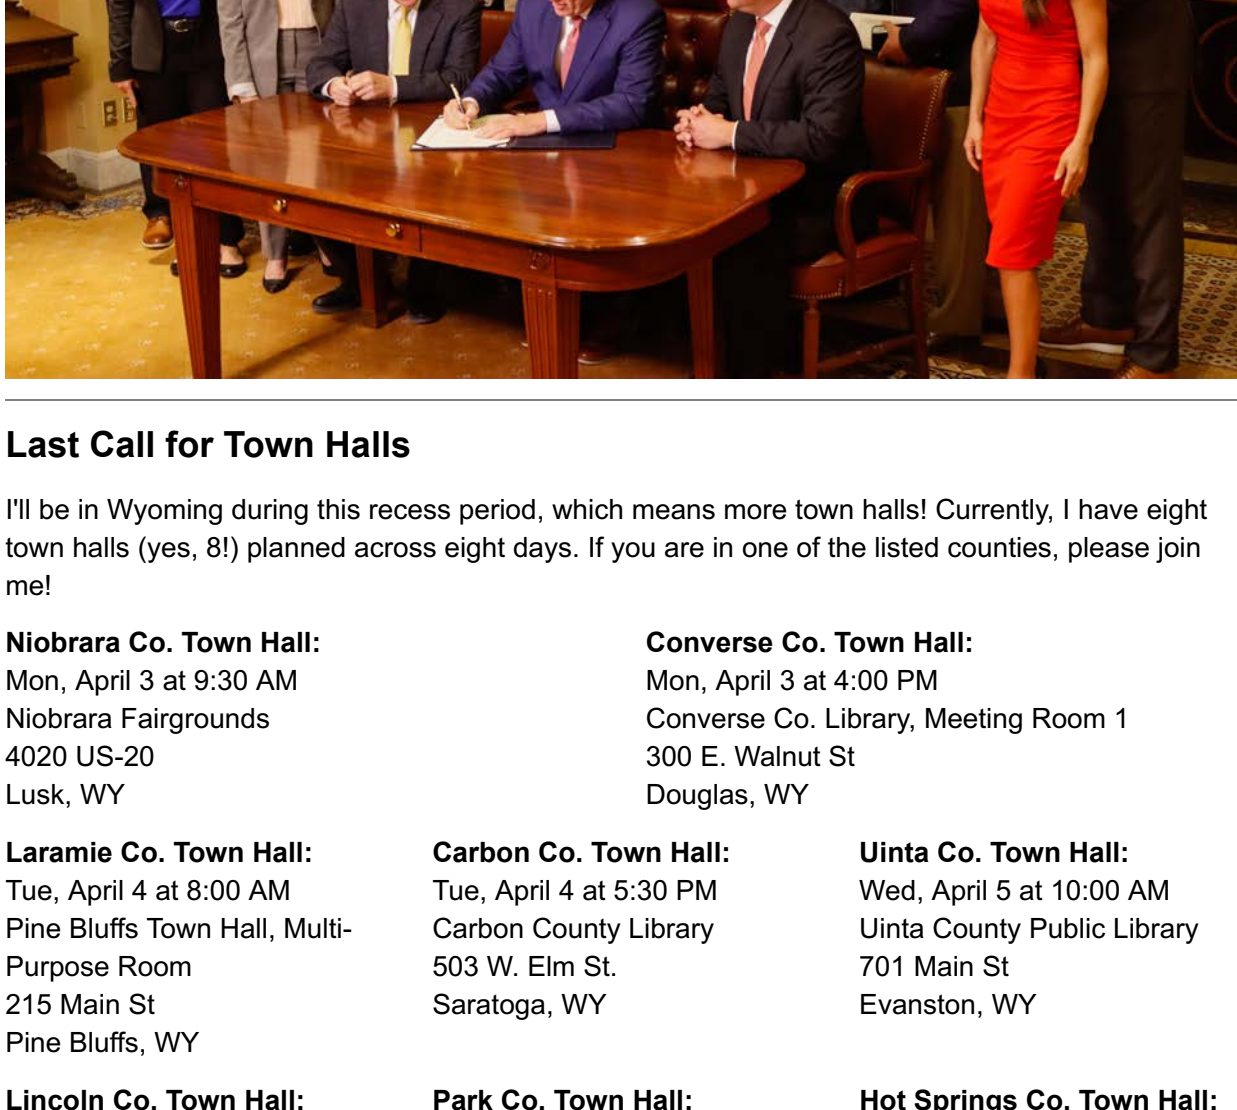 Last Call for Town Halls
I'll be in Wyoming during this recess period, which means more town halls! Currently, I have eight
town halls (yes, 8!) planned across eight days. If you are in one of the listed counties, please join
me!
Niobrara Co. Town Hall:
Mon, April 3 at 9:30 AM
Niobrara Fairgrounds
4020 US-20
Lusk, WY
Converse Co. Town Hall:
Mon, April 3 at 4:00 PM
Converse Co. Library, Meeting Room 1
300 E. Walnut St
Douglas, WY
Laramie Co. Town Hall:
Tue, April 4 at 8:00 AM
Pine Bluffs Town Hall, Multi-
Purpose Room
215 Main St
Pine Bluffs, WY
Carbon Co. Town Hall:
Tue, April 4 at 5:30 PM
Carbon County Library
503 W. Elm St.
Saratoga, WY
Uinta Co. Town Hall:
Wed, April 5 at 10:00 AM
Uinta County Public Library
701 Main St
Evanston, WY
Lincoln Co. Town Hall:
Park Co. Town Hall:
Hot Springs Co. Town Hall: